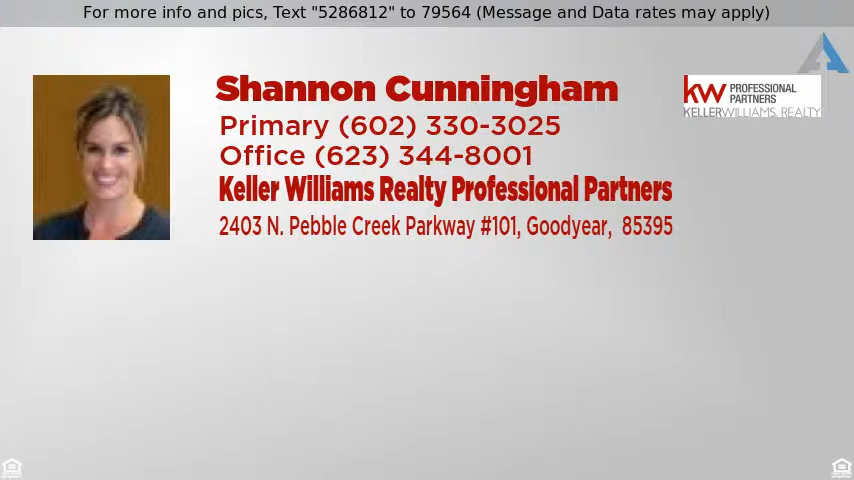 For more info and pics, Text "5286812" to 79564 (Message and Data rates may apply)
Shannon Cunningham
Primary (602) 330-3025
Office (623) 344-8001
Keller Williams Realty Professional Partners
2403 N. Pebble Creek Parkway #101, Goodyear, 85395
kw PROFESSIONAL
PARTNERS
KELLERWILLIAMS. REALTY